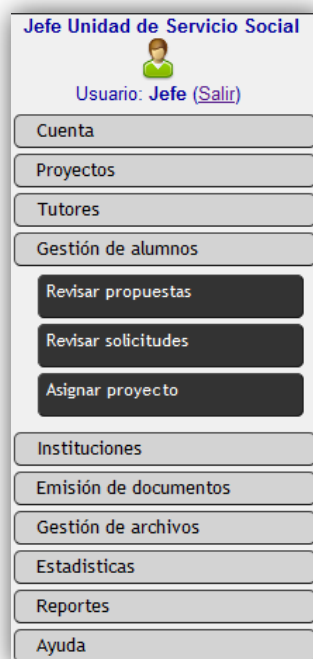 Jefe Unidad de Servicio Social
Usuario: Jefe (Salir)
Cuenta
Proyectos
Tutores
Gestión de alumnos
Revisar propuestas
Revisar solicitudes
Asignar proyecto
Instituciones
Emisión de documentos
Gestión de archivos
Estadisticas
Reportes
Ayuda